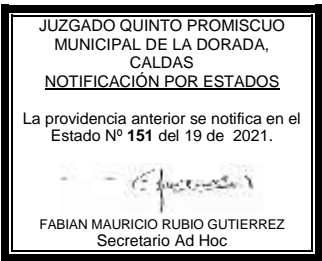 JUZGADO QUINTO PROMISCUO
MUNICIPAL DE LA DORADA,
CALDAS
NOTIFICACIÓN POR ESTADOS
La providencia anterior se notifica en el
Estado Nº 151 del 19 de 2021.
FABIAN MAURICIO RUBIO GUTIERREZ
Secretario Ad Hoc